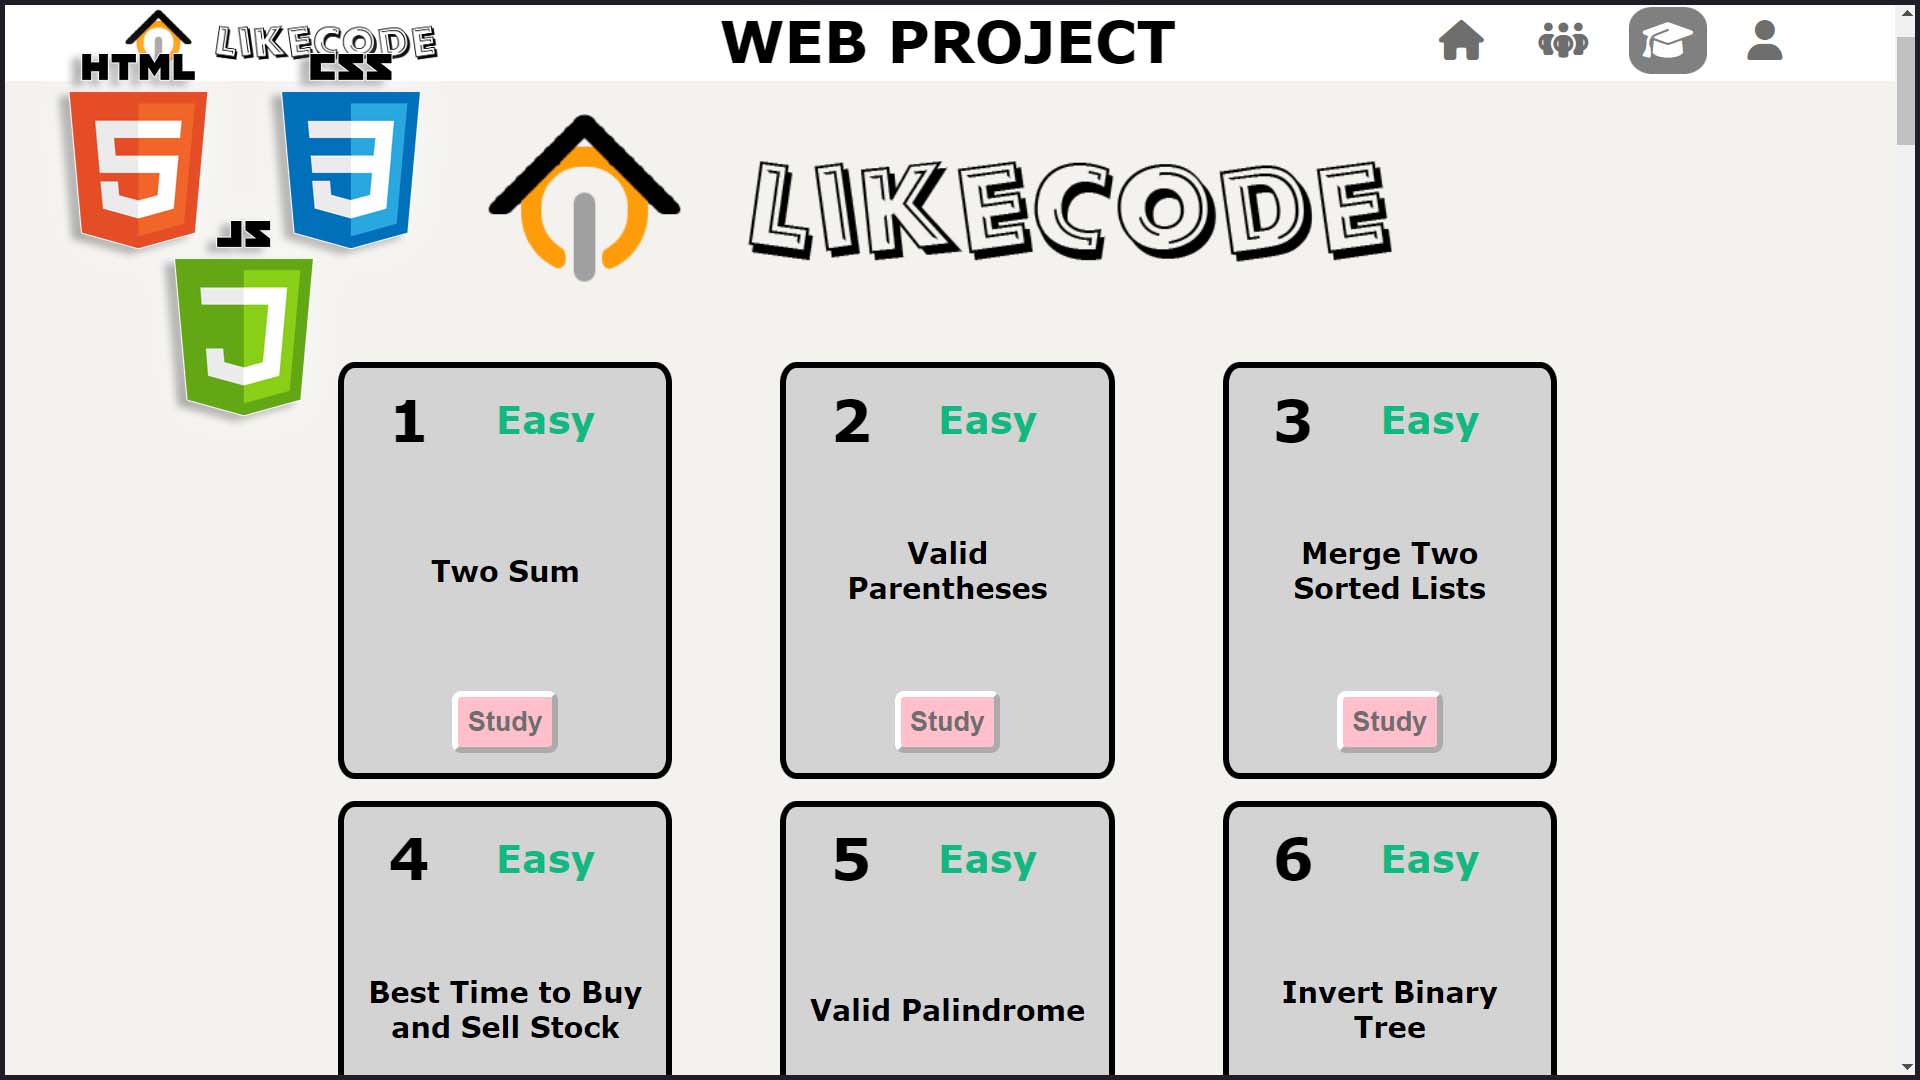 LIKECODE
WEB PROJECT
HTML
CSS
JS
LIKECODE
1 Easy
Two Sum
Study
2 Easy
Valid
Parentheses
Study
3 Easy
Merge Two
Sorted Lists
Study
4 Easy
Best Time to Buy
and Sell Stock
5 Easy
Valid Palindrome
6 Easy
Invert Binary
Tree